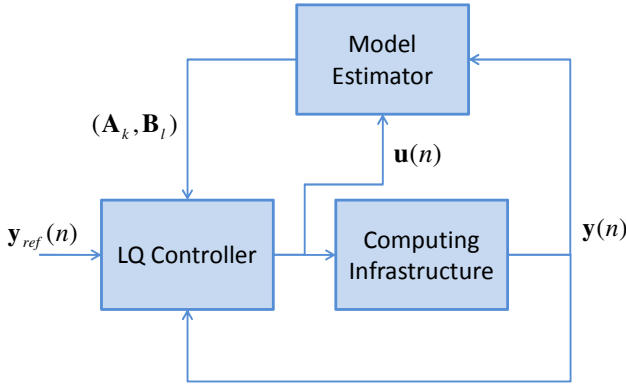 Model
Estimator
(A_k, B_l)
u(n)
y_ref(n)
LQ Controller
Computing
Infrastructure
y(n)